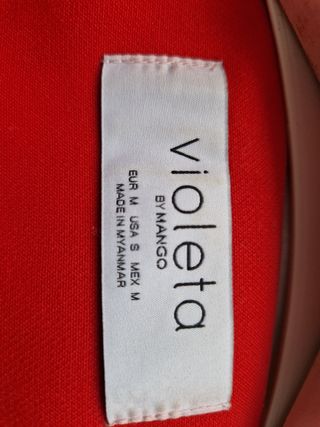 violeta
BY MANGO
EUR M USA S MEX M
MADE IN MYANMAR